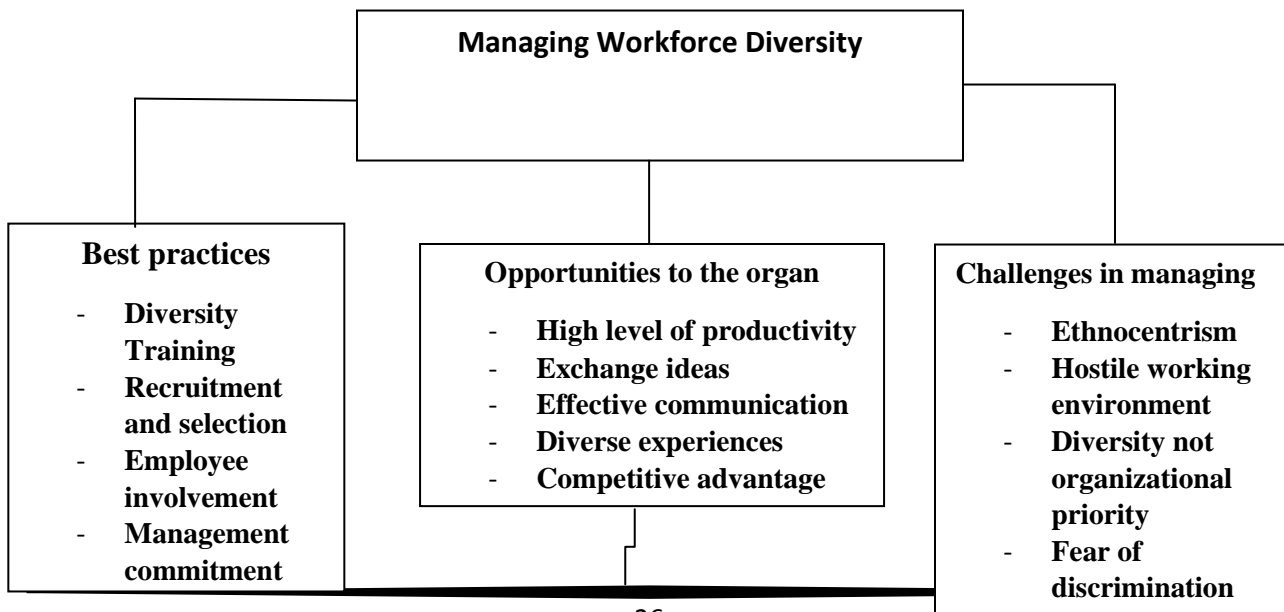 Managing Workforce Diversity
Best practices
- Diversity
Training
- Recruitment
and selection
- Employee
involvement
- Management
commitment
Opportunities to the organ
- High level of productivity
- Exchange ideas
- Effective communication
- Diverse experiences
- Competitive advantage
Challenges in managing
- Ethnocentrism
- Hostile working
environment
- Diversity not
organizational
priority
- Fear of
discrimination